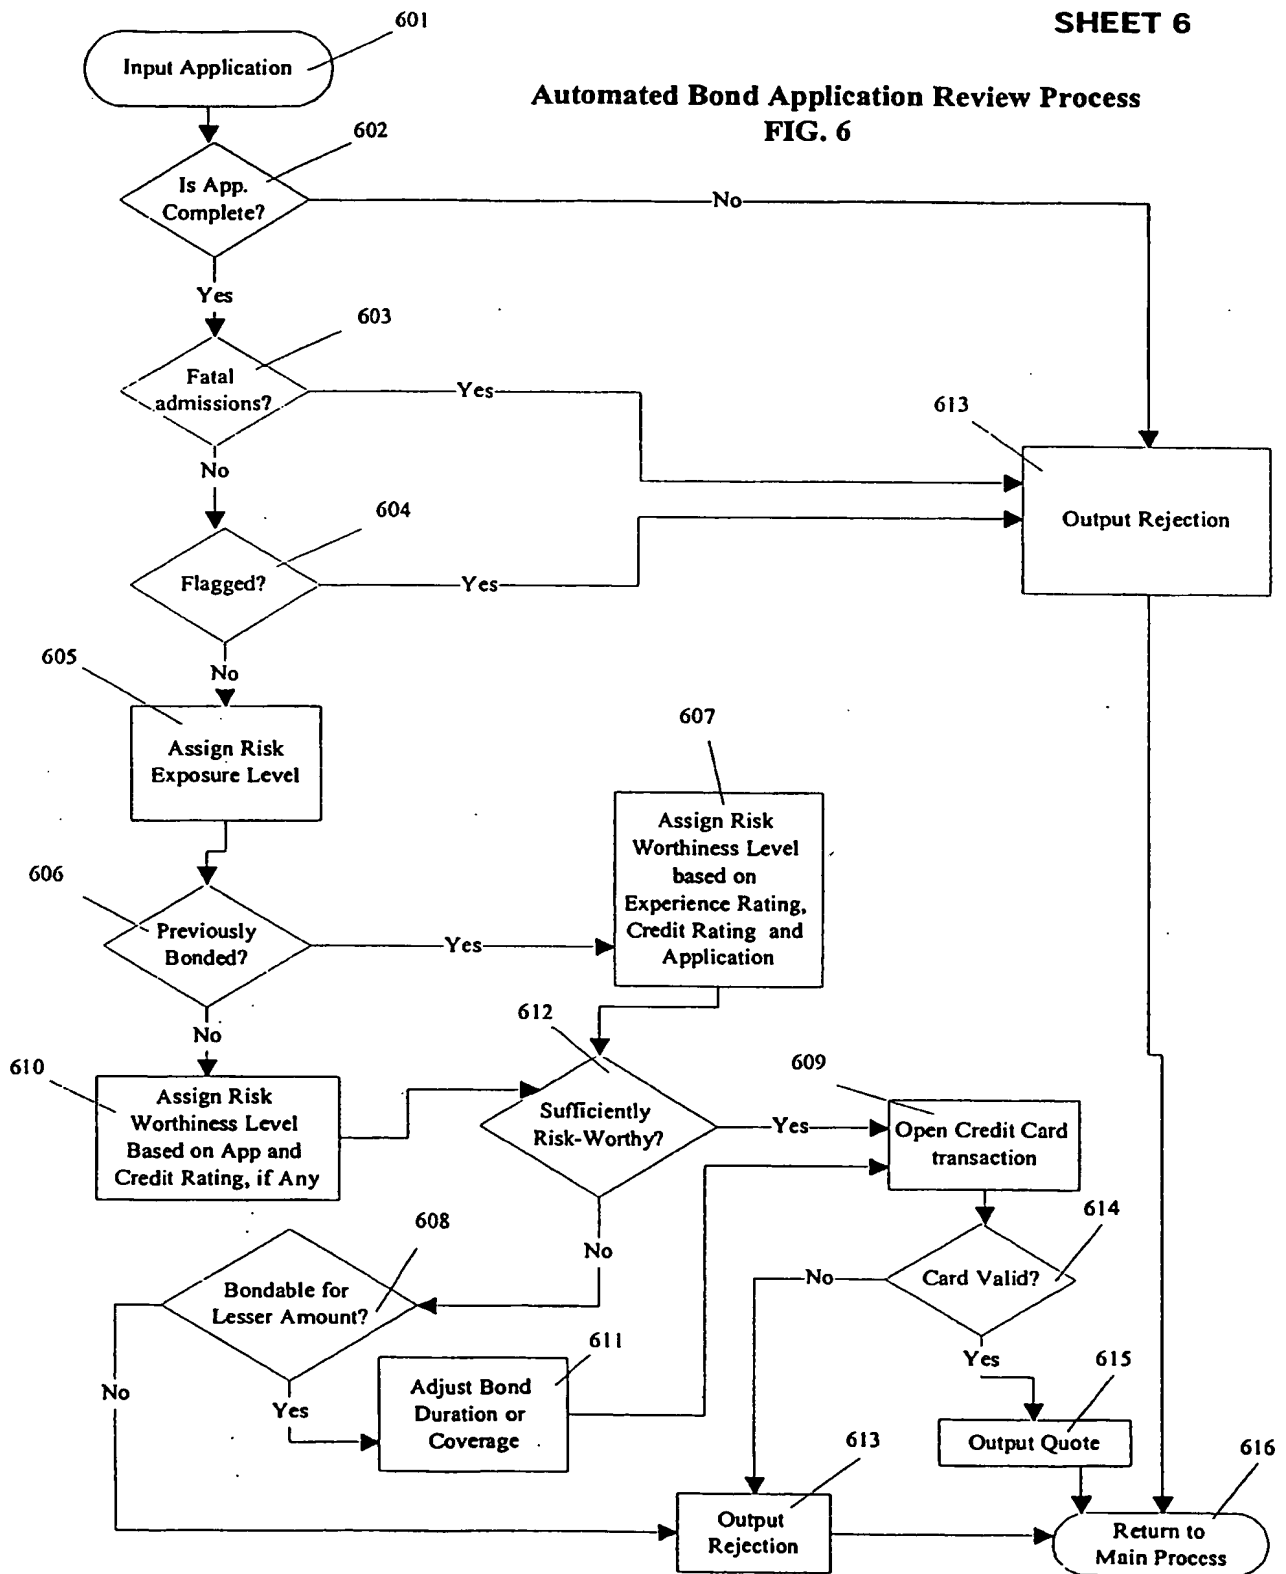 SHEET 6
601
Input Application
Automated Bond Application Review Process
FIG. 6
602
Is App.
Complete?
No
Yes
603
Fatal
admissions?
Yes
613
No
Output Rejection
604
Flagged?
Yes
No
605
607
Assign Risk
Exposure Level
Assign Risk
Worthiness Level
based on
Experience Rating,
Credit Rating and
Application
606
Previously
Bonded?
Yes
No
612
610
609
Assign Risk
Worthiness Level
Based on App and
Credit Rating, if Any
Sufficiently
Risk-Worthy?
Yes
Open Credit Card
transaction
No
608
614
Bondable for
Lesser Amount?
No
Card Valid?
Yes
611
615
No
Yes
Adjust Bond
Duration or
Coverage
Output Quote
613
616
Output
Rejection
Return to
Main Process